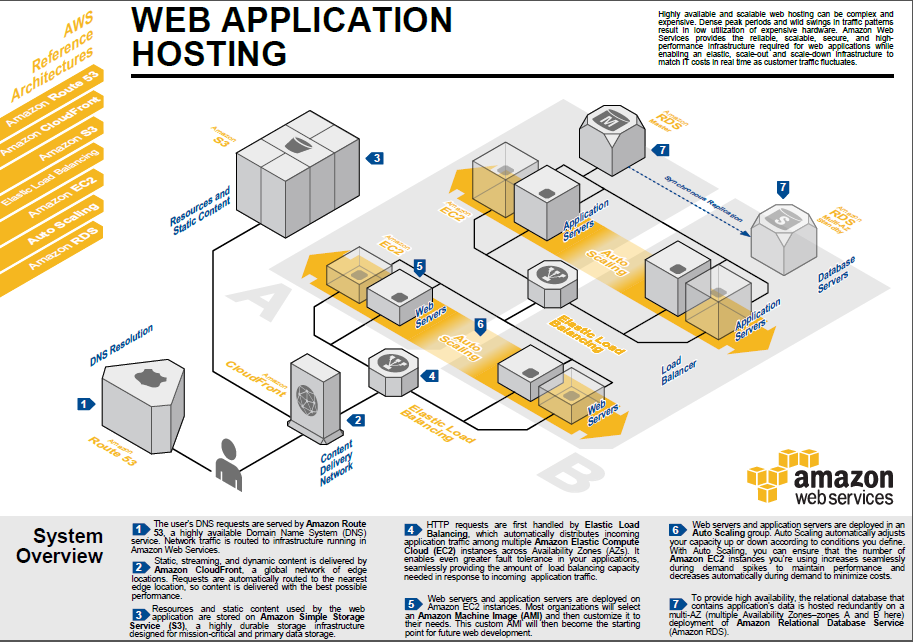 AWS
Reference
Architectures
Amazon Route 53
Amazon CloudFront
Amazon S3
Elastic Load Balancing
Amazon EC2
Auto Scaling
Amazon RDS
WEB APPLICATION
HOSTING
Highly available and scalable web hosting can be complex and
expensive. Dense peak periods and wild swings in traffic patterns
result in low utilization of expensive hardware. Amazon Web
Services provides the reliable, scalable, secure, and high-
performance infrastructure required for web applications while
enabling an elastic, scale-out and scale-down infrastructure to
match IT costs in real time as customer traffic fluctuates.
Amazon
S3
3
Resources and
Static Content
M
Amazon
RDS
Master
7
Synchronous Replication
7
S
Amazon
RDS
Multi-AZ
Standby
Database
Servers
Amazon
EC2
Application
Servers
Auto
Scaling
Application
Servers
Amazon
EC2
5
Web
Servers
6
Auto
Scaling
Elastic Load
Balancing
Load
Balancer
A
DNS Resolution
1
Amazon
Route 53
Amazon
CloudFront
2
Content
Delivery
Network
4
Elastic Load
Balancing
Web
Servers
B
amazon
webservices
System
Overview
1 The user's DNS requests are served by Amazon Route
53, a highly available Domain Name System (DNS)
service. Network traffic is routed to infrastructure running in
Amazon Web Services.
2 Static, streaming, and dynamic content is delivered by
Amazon CloudFront, a global network of edge
locations. Requests are automatically routed to the nearest
edge location, so content is delivered with the best possible
performance.
3 Resources and static content used by the web
application are stored on Amazon Simple Storage
Service (S3), a highly durable storage infrastructure
designed for mission-critical and primary data storage.
4 HTTP requests are first handled by Elastic Load
Balancing, which automatically distributes incoming
application traffic among multiple Amazon Elastic Compute
Cloud (EC2) instances across Availability Zones (AZs). It
enables even greater fault tolerance in your applications,
seamlessly providing the amount of load balancing capacity
needed in response to incoming application traffic.
5 Web servers and application servers are deployed on
Amazon EC2 instances. Most organizations will select
an Amazon Machine Image (AMI) and then customize it to
their needs. This custom AMI will then become the starting
point for future web development.
6 Web servers and application servers are deployed in an
Auto Scaling group. Auto Scaling automatically adjusts
your capacity up or down according to conditions you define.
With Auto Scaling, you can ensure that the number of
Amazon EC2 instances you're using increases seamlessly
during demand spikes to maintain performance and
decreases automatically during demand to minimize costs.
7 To provide high availability, the relational database that
contains application's data is hosted redundantly on a
multi-AZ (multiple Availability Zones–zones A and B here)
deployment of Amazon Relational Database Service
(Amazon RDS).